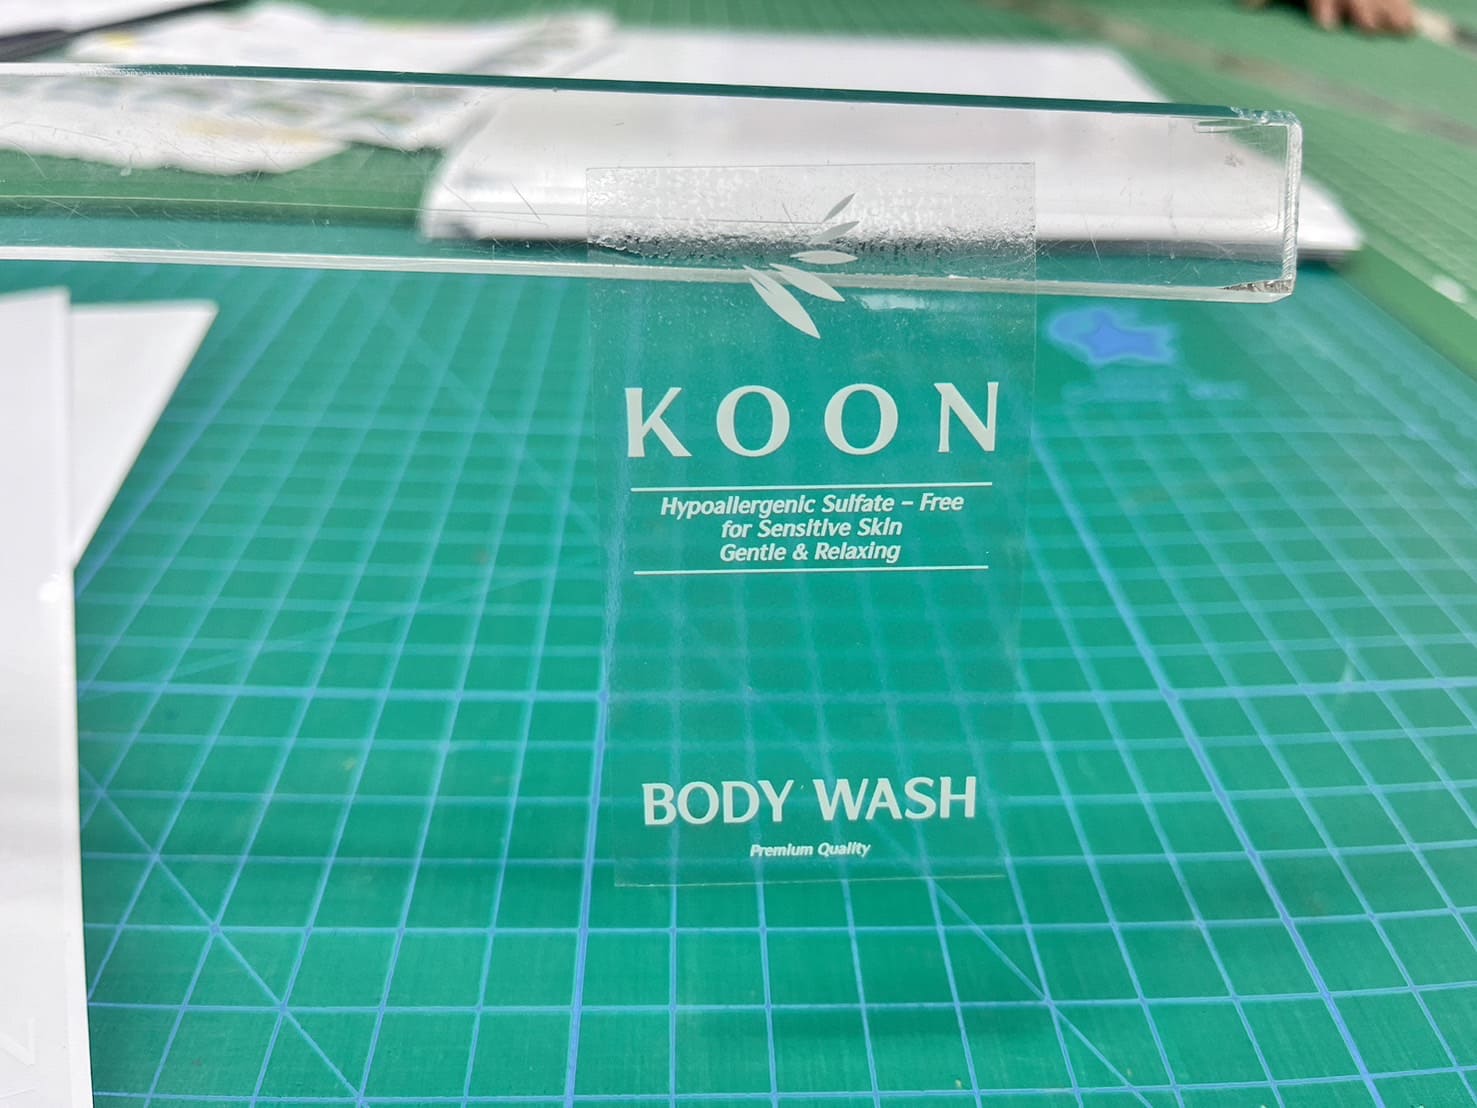 KOON
Hypoallergenic Sulfate – Free
for Sensitive Skin
Gentle & Relaxing
BODY WASH
Premium Quality